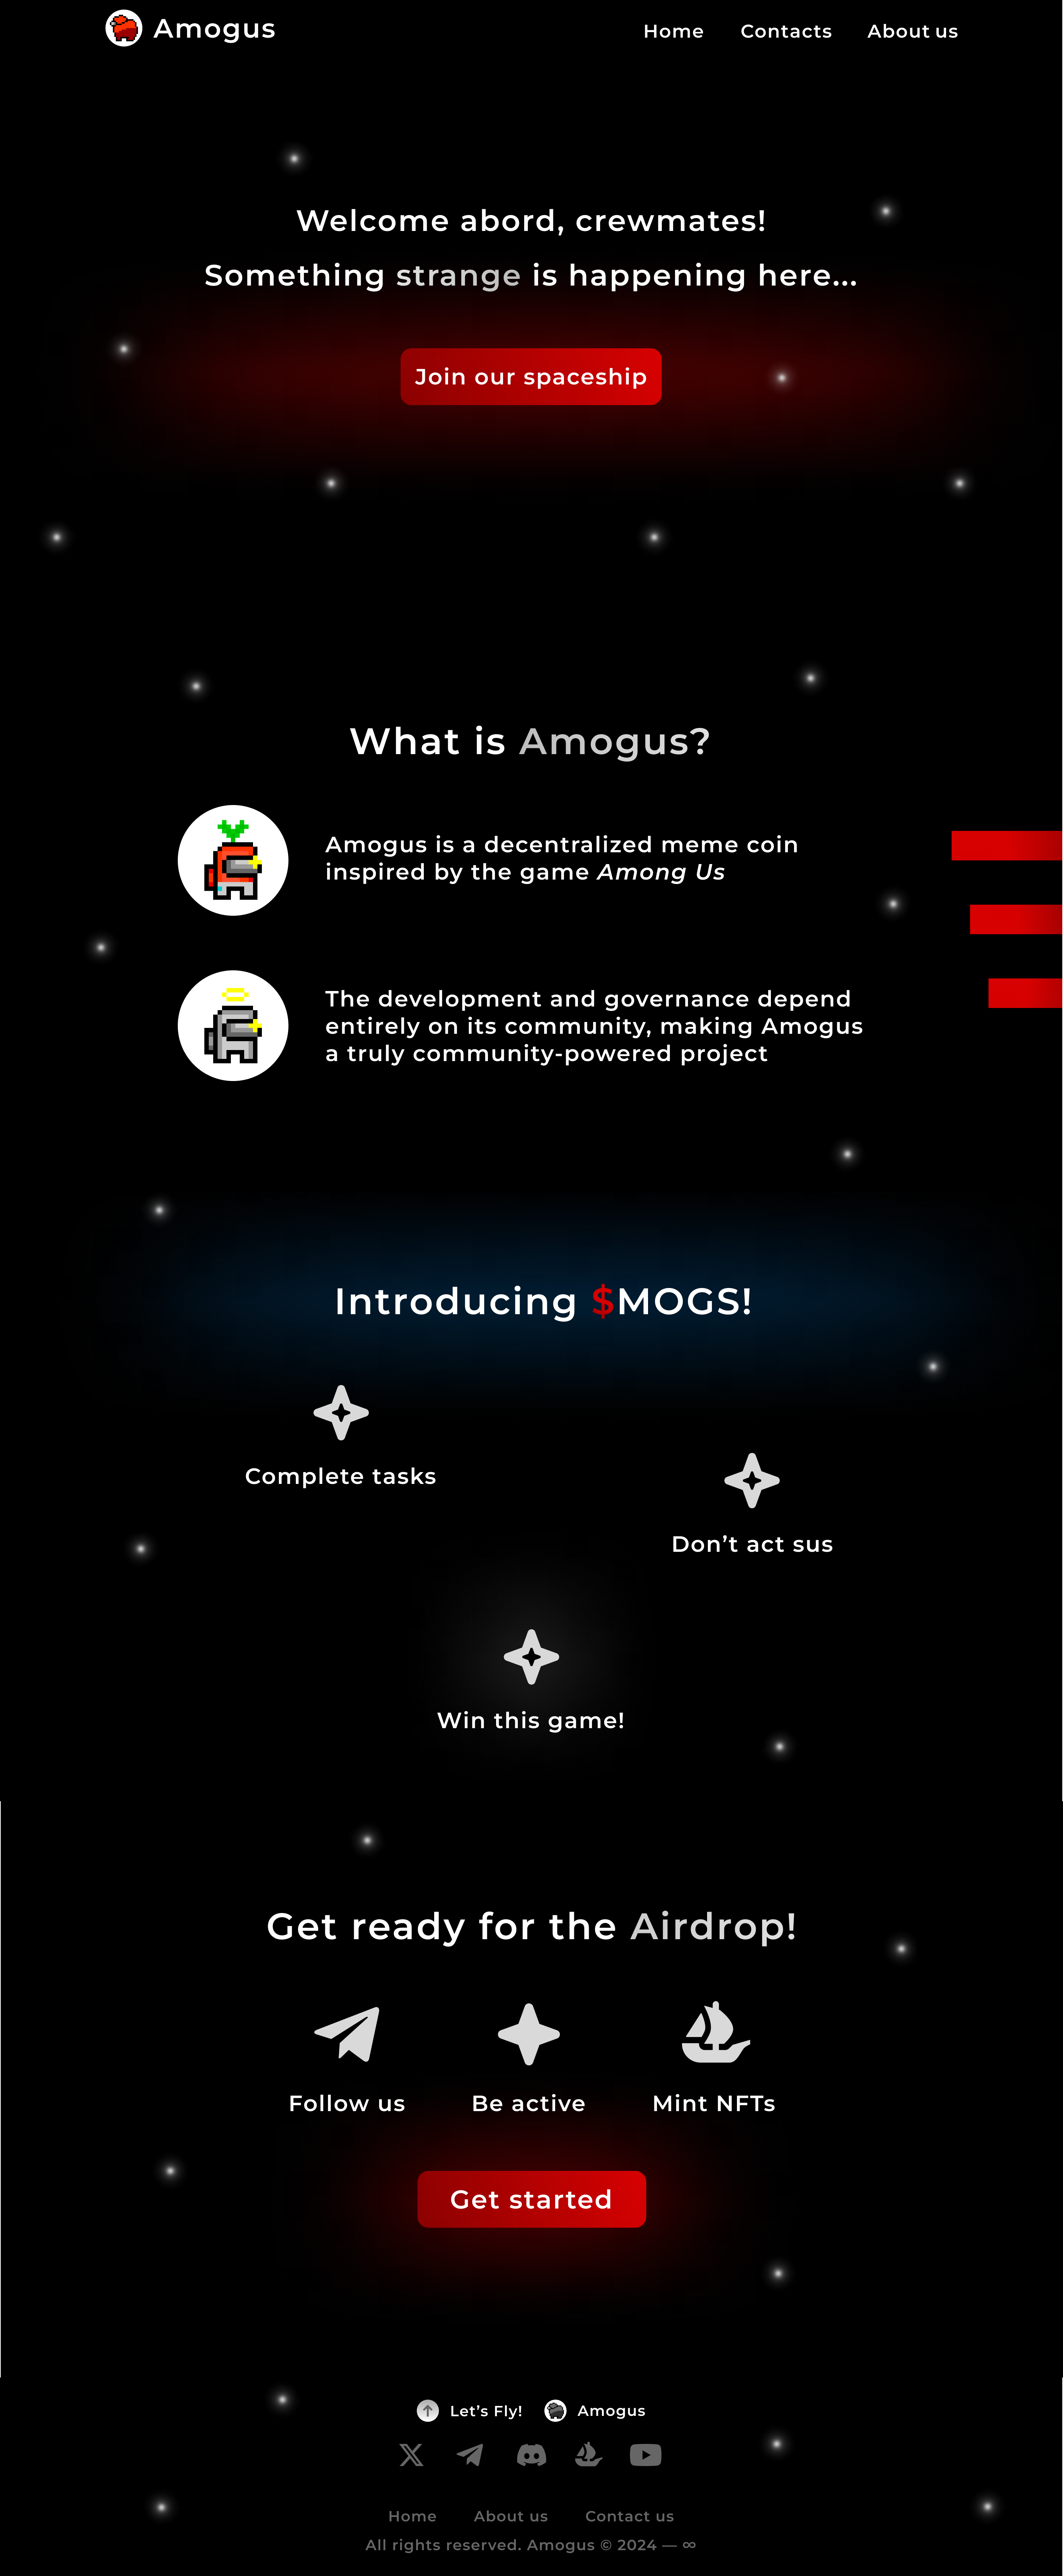 Amogus
Home Contacts About us
Welcome abord, crewmates!
Something strange is happening here...
Join our spaceship
What is Amogus?
Amogus is a decentralized meme coin
inspired by the game Among Us
The development and governance depend
entirely on its community, making Amogus
a truly community-powered project
Introducing $MOGS!
Complete tasks
Don’t act sus
Win this game!
Get ready for the Airdrop!
Follow us Be active Mint NFTs
Get started
Let’s Fly! Amogus
Home About us Contact us
All rights reserved. Amogus © 2024 — ∞